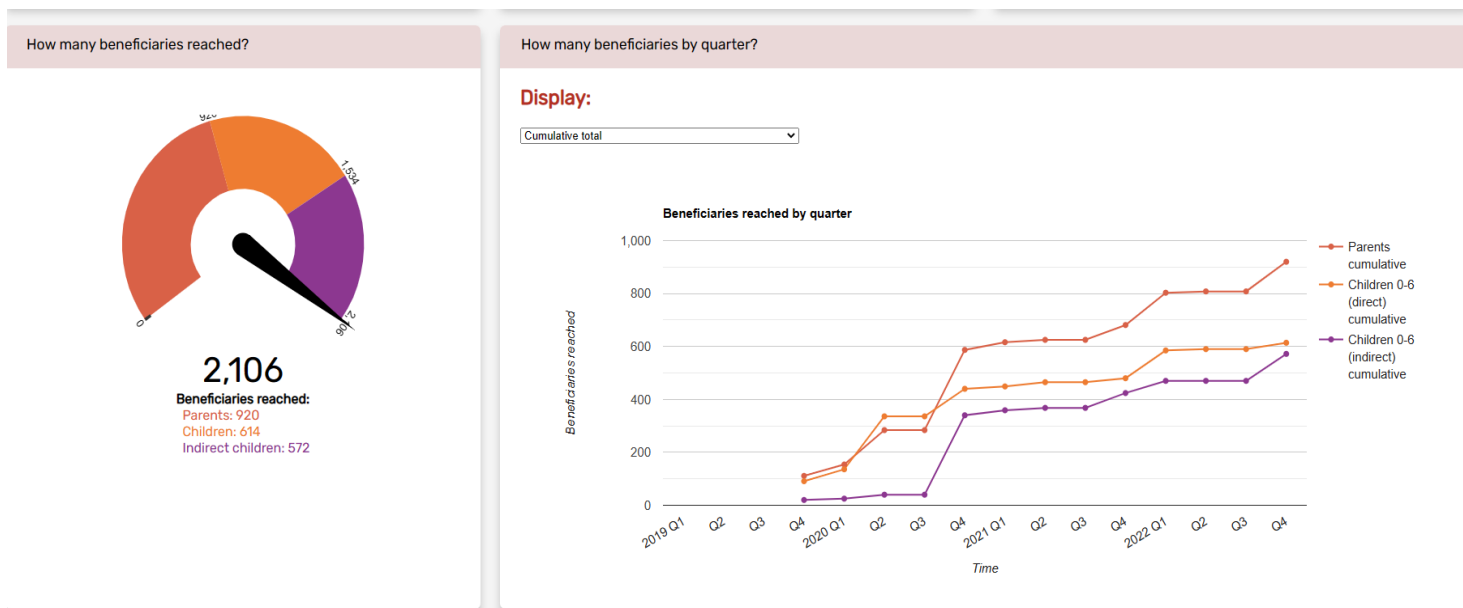 How many beneficiaries reached?
1,534
0
2,106
2,106
Beneficiaries reached:
Parents: 920
Children: 614
Indirect children: 572
How many beneficiaries by quarter?
Display:
Cumulative total
Beneficiaries reached by quarter
Beneficiaries reached
1,000
800
600
400
200
0
2019 Q1
Q2
Q3
Q4
2020 Q1
Q2
Q3
Q4
2021 Q1
Q2
Q3
Q4
2022 Q1
Q2
Q3
Q4
Time
Parents
cumulative
Children 0-6
(direct)
cumulative
Children 0-6
(indirect)
cumulative